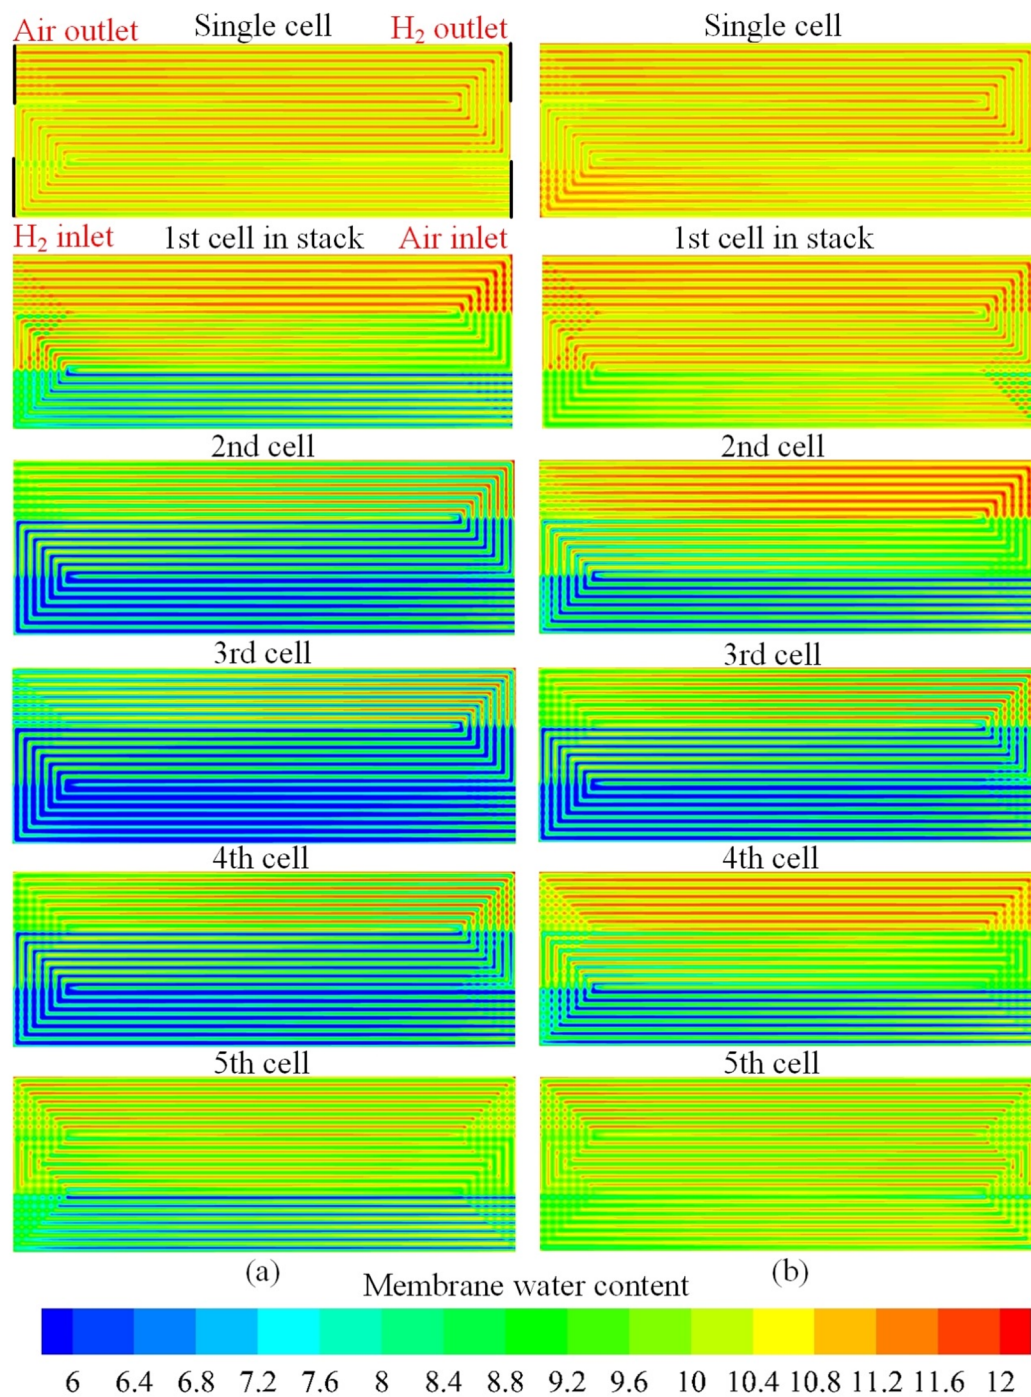 Air outlet Single cell H₂ outlet Single cell
H₂ inlet 1st cell in stack Air inlet 1st cell in stack
2nd cell 2nd cell
3rd cell 3rd cell
4th cell 4th cell
5th cell 5th cell
(a) (b)
Membrane water content
6 6.4 6.8 7.2 7.6 8 8.4 8.8 9.2 9.6 10 10.4 10.8 11.2 11.6 12